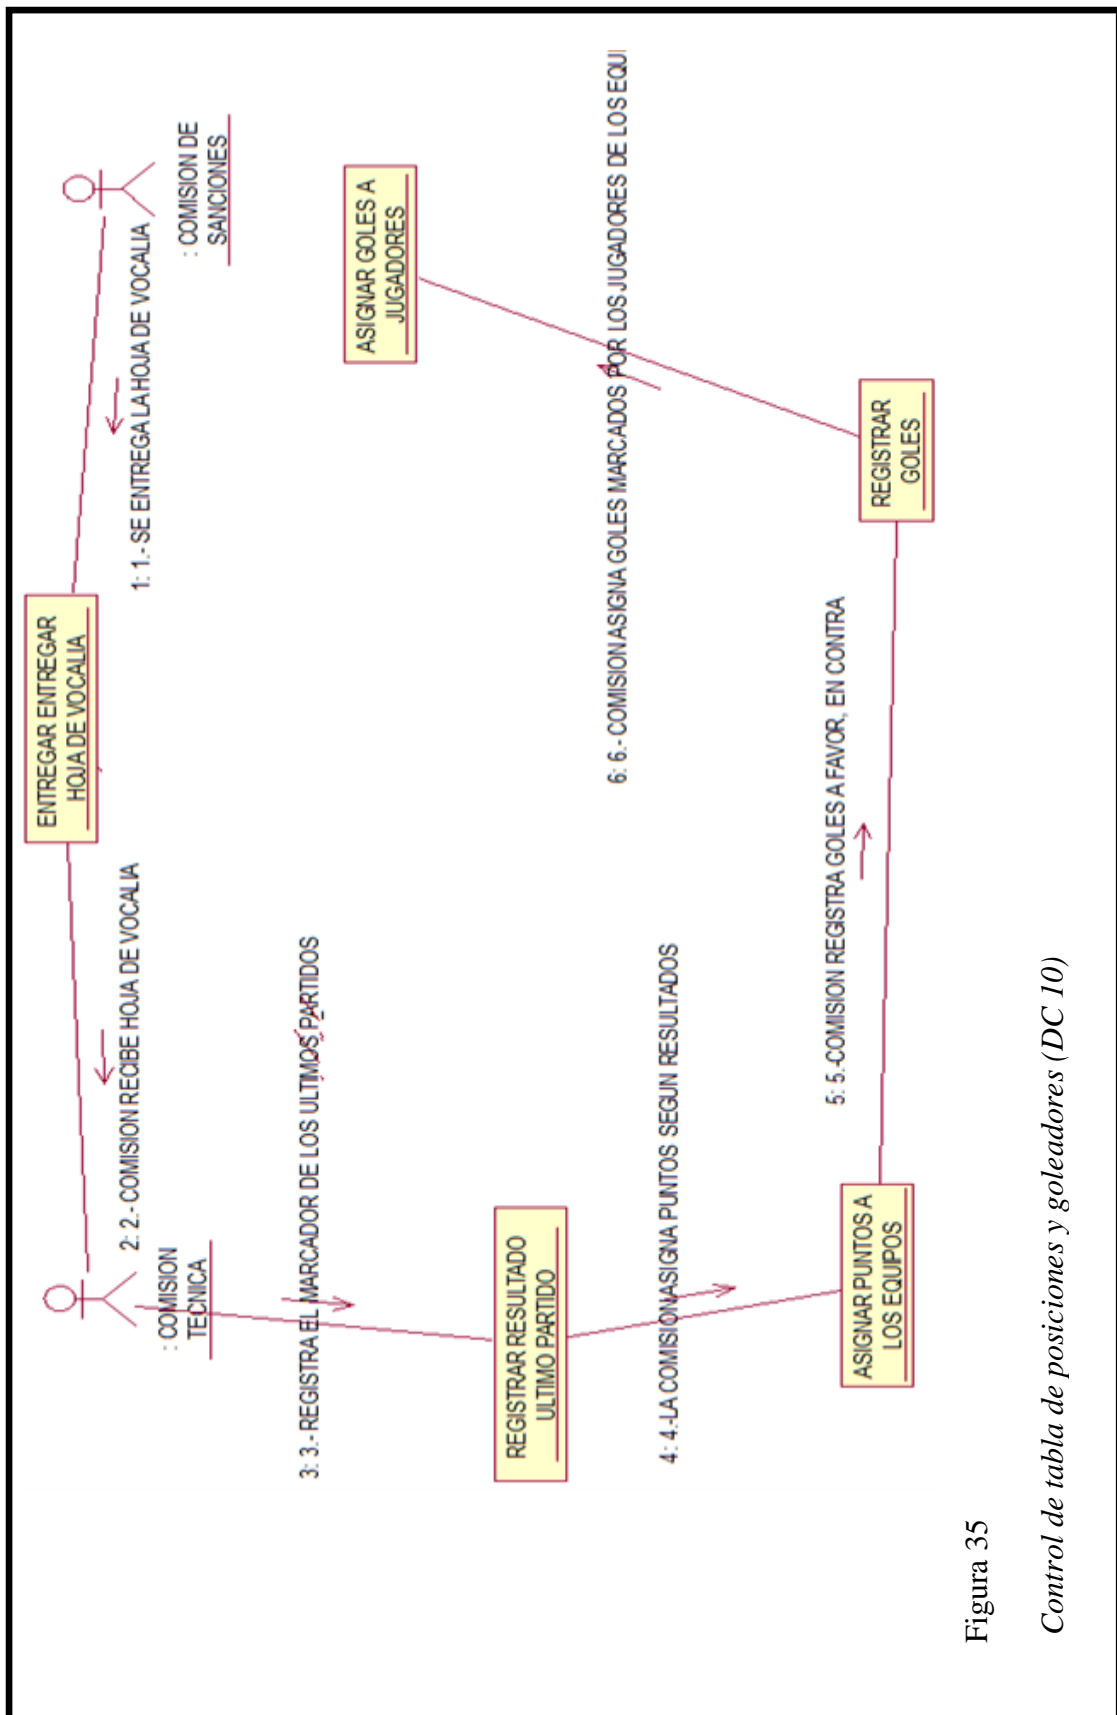 : COMISION
TECNICA
2: 2.- COMISION RECIBE HOJA DE VOCALIA
ENTREGAR ENTREGAR
HOJA DE VOCALIA
1: 1.- SE ENTREGA LA HOJA DE VOCALIA
: COMISION DE
SANCIONES
3: 3.- REGISTRA EL MARCADOR DE LOS ULTIMOS PARTIDOS
REGISTRAR RESULTADO
ULTIMO PARTIDO
4: 4.-LA COMISION ASIGNA PUNTOS SEGUN RESULTADOS
ASIGNAR PUNTOS A
LOS EQUIPOS
5: 5.-COMISION REGISTRA GOLES A FAVOR, EN CONTRA
REGISTRAR
GOLES
6: 6.- COMISION ASIGNA GOLES MARCADOS POR LOS JUGADORES DE LOS EQUI
ASIGNAR GOLES A
JUGADORES
Figura 35
Control de tabla de posiciones y goleadores (DC 10)